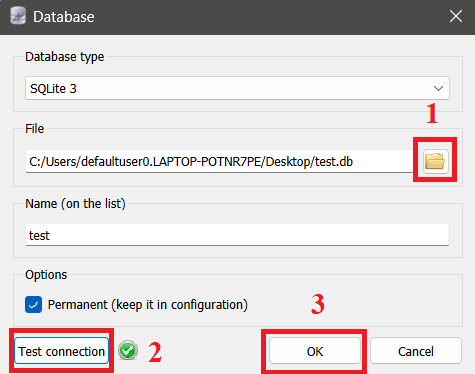 Database
Database type
SQLite 3
1
File
C:/Users/defaultuser0.LAPTOP-POTNR7PE/Desktop/test.db
Name (on the list)
test
Options
Permanent (keep it in configuration)
3
Test connection
2
OK
Cancel